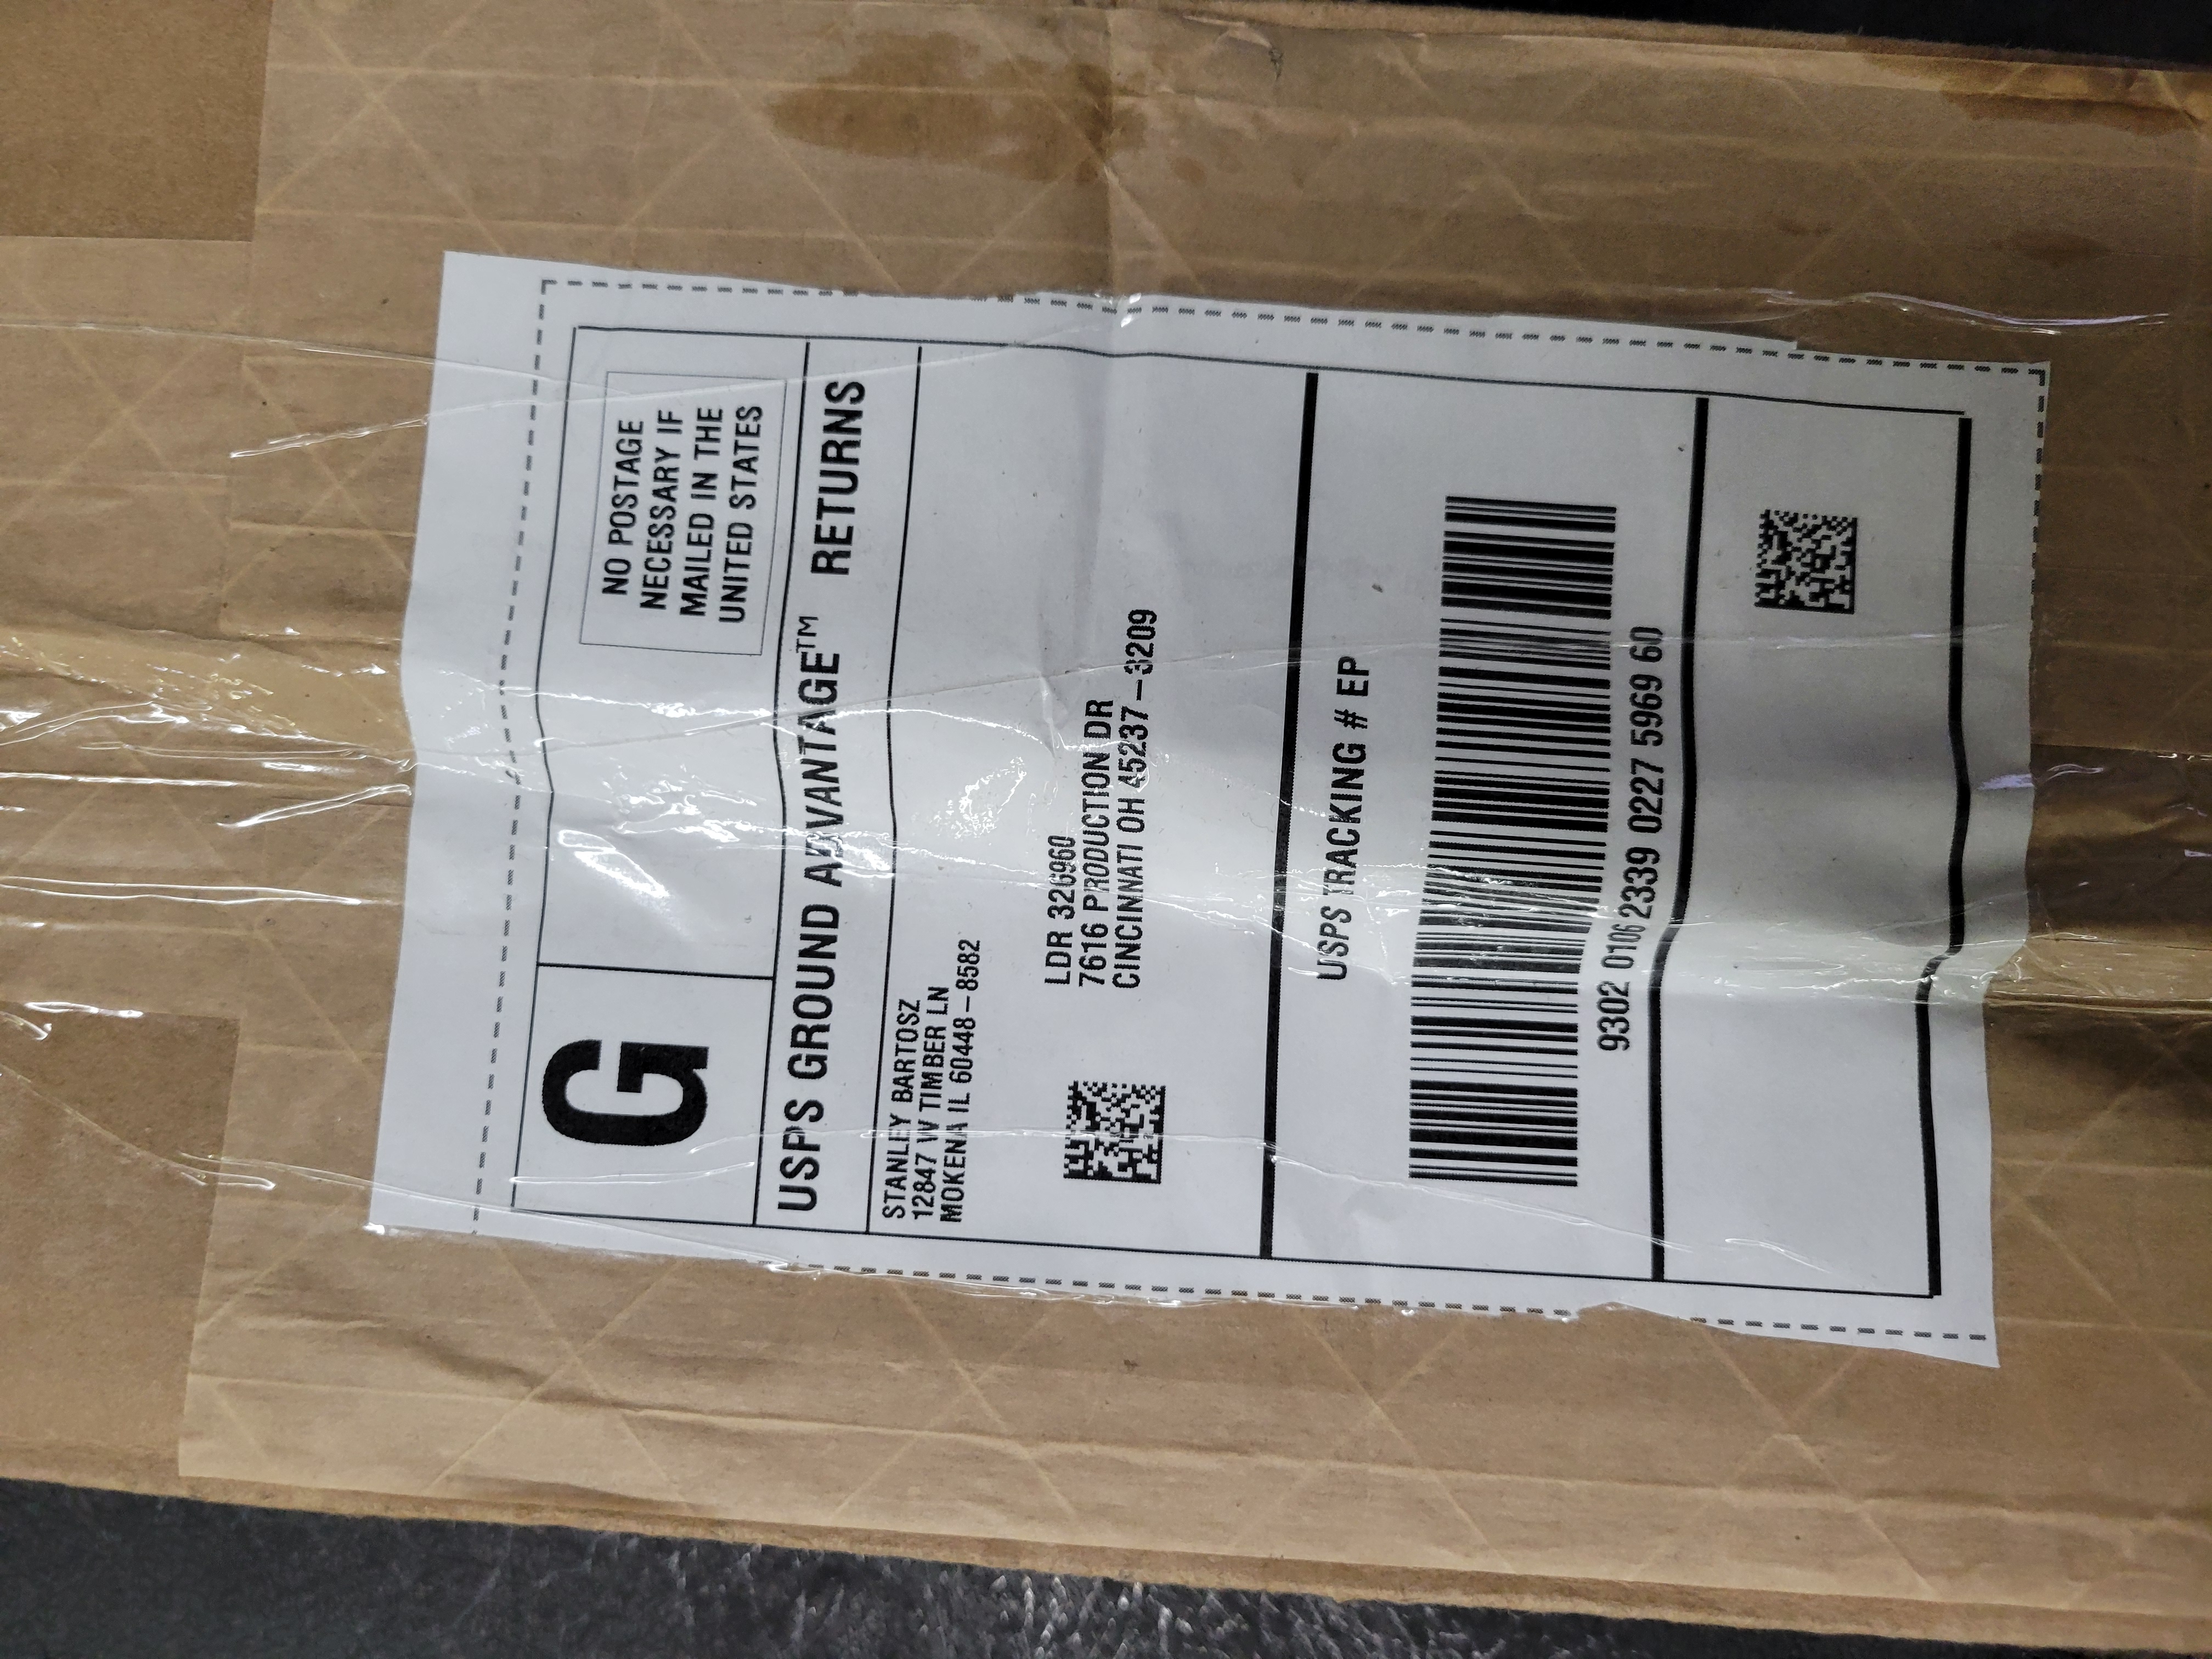 G
NO POSTAGE
NECESSARY IF
MAILED IN THE
UNITED STATES
USPS GROUND ADVANTAGE™ RETURNS
STANLEY BARTOSZ
12847 W TIMBER LN
MOKENA IL 60448-8582
LDR 326960
7616 PRODUCTION DR
CINCINNATI OH 45237-3209
USPS TRACKING # EP
9302 0106 2339 0227 5969 60